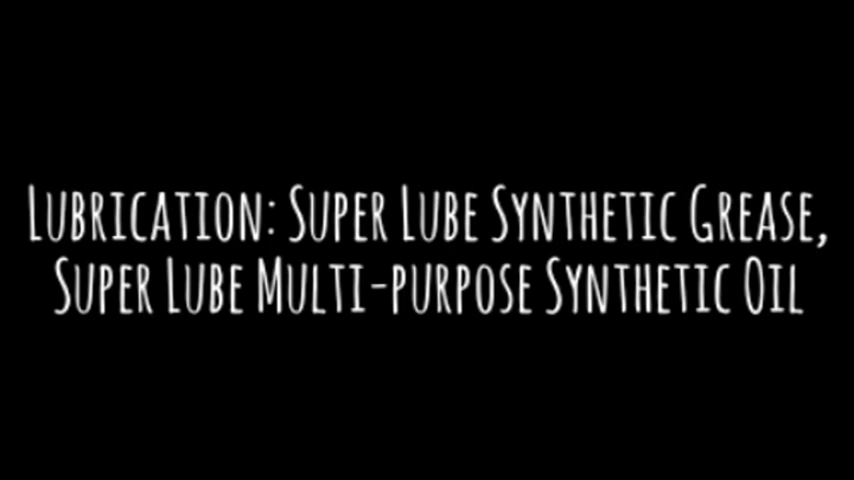 Lubrication: Super Lube Synthetic Grease,
Super Lube Multi-purpose Synthetic Oil